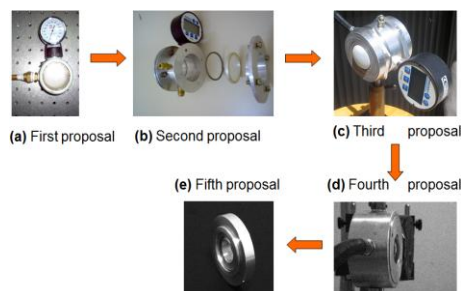 (a) First proposal
(b) Second proposal
(c) Third proposal
(e) Fifth proposal
(d) Fourth proposal